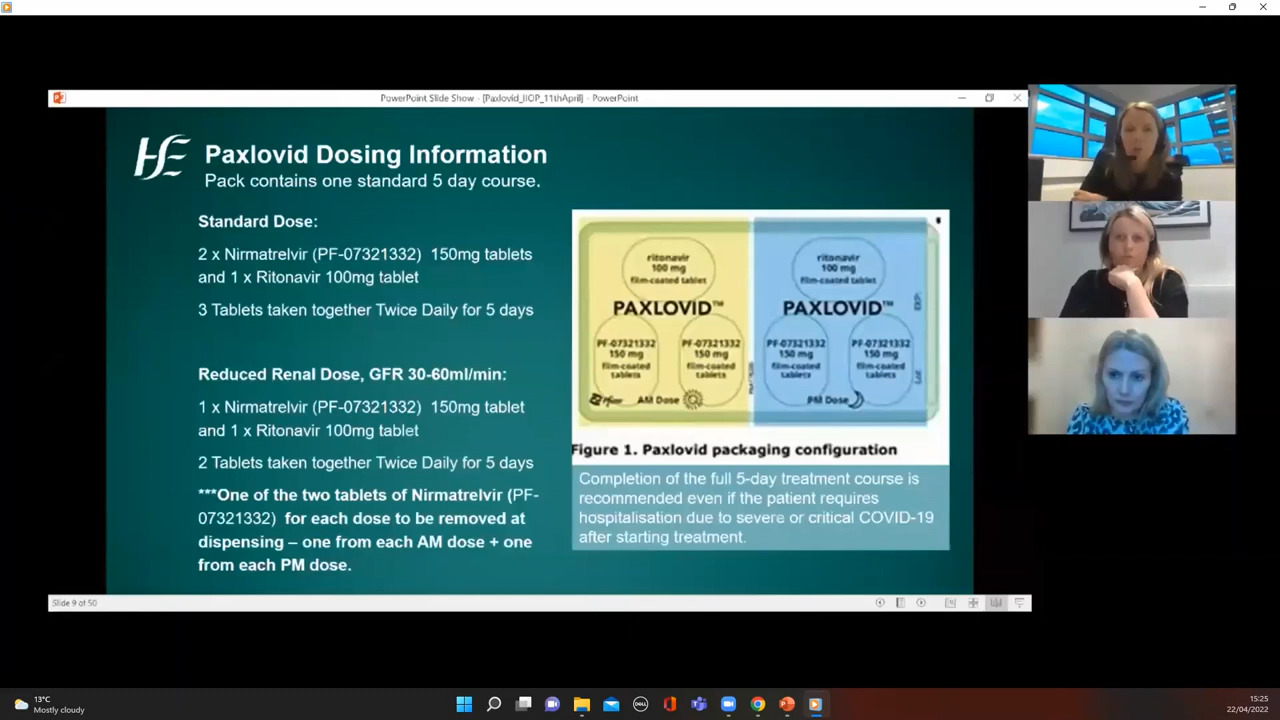 PowerPoint Slide Show - [Paxlovid_IIOP_11thApril] - PowerPoint
Paxlovid Dosing Information
Pack contains one standard 5 day course.
Standard Dose:
2 x Nirmatrelvir (PF-07321332) 150mg tablets
and 1 x Ritonavir 100mg tablet
3 Tablets taken together Twice Daily for 5 days
Reduced Renal Dose, GFR 30-60ml/min:
1 x Nirmatrelvir (PF-07321332) 150mg tablet
and 1 x Ritonavir 100mg tablet
2 Tablets taken together Twice Daily for 5 days
***One of the two tablets of Nirmatrelvir (PF-
07321332) for each dose to be removed at
dispensing – one from each AM dose + one
from each PM dose.
ritonavir
100 mg
film-coated tablet
PAXLOVID™
PF-07321332
150 mg
film-coated
tablets
PF-07321332
150 mg
film-coated
tablets
Pfizer
AM Dose
ritonavir
100 mg
film-coated tablet
PAXLOVID™
PF-07321332
150 mg
film-coated
tablets
PF-07321332
150 mg
film-coated
tablets
PM Dose
EXP
LOT
Figure 1. Paxlovid packaging configuration
Completion of the full 5-day treatment course is
recommended even if the patient requires
hospitalisation due to severe or critical COVID-19
after starting treatment.
Slide 9 of 50
13°C
Mostly cloudy
DELL
15:25
22/04/2022